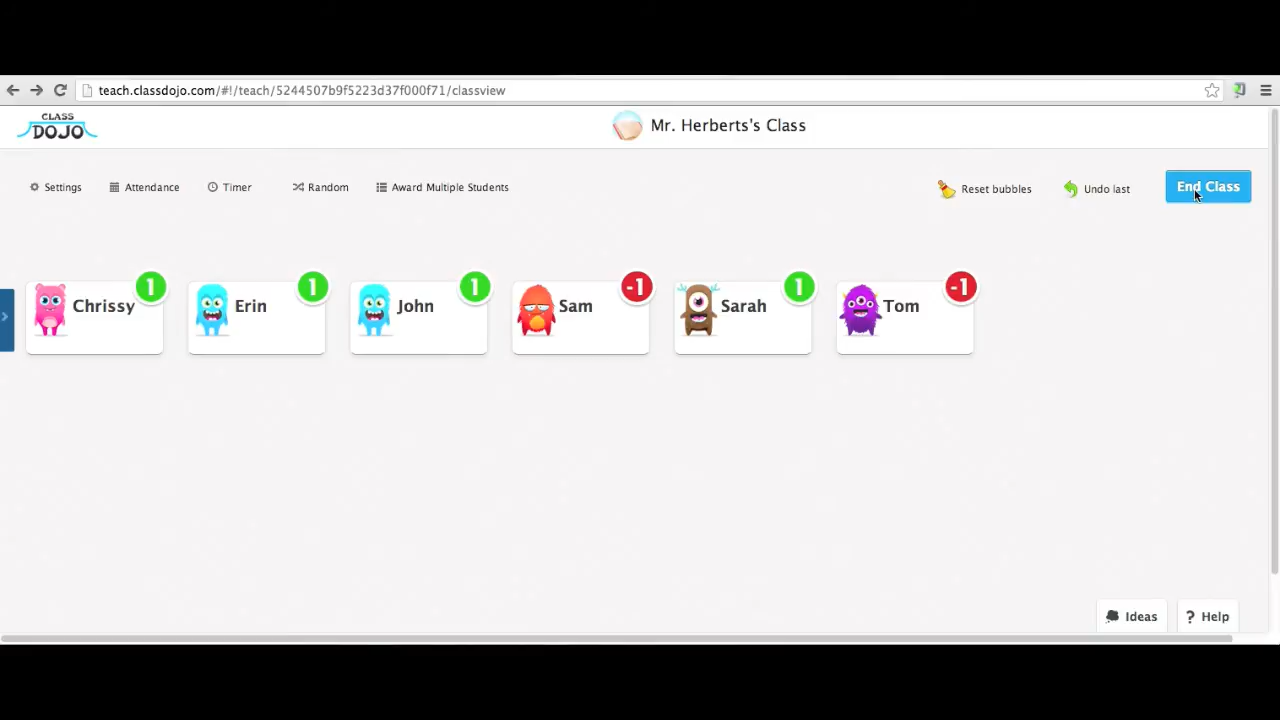 teach.classdojo.com/#!/teach/5244507b9f5223d37f000f71/classview
CLASS
DOJO
Mr. Herberts's Class
Settings Attendance Timer Random Award Multiple Students Reset bubbles Undo last End Class
1 1 1 -1 1 -1
Chrissy Erin John Sam Sarah Tom
Ideas ? Help